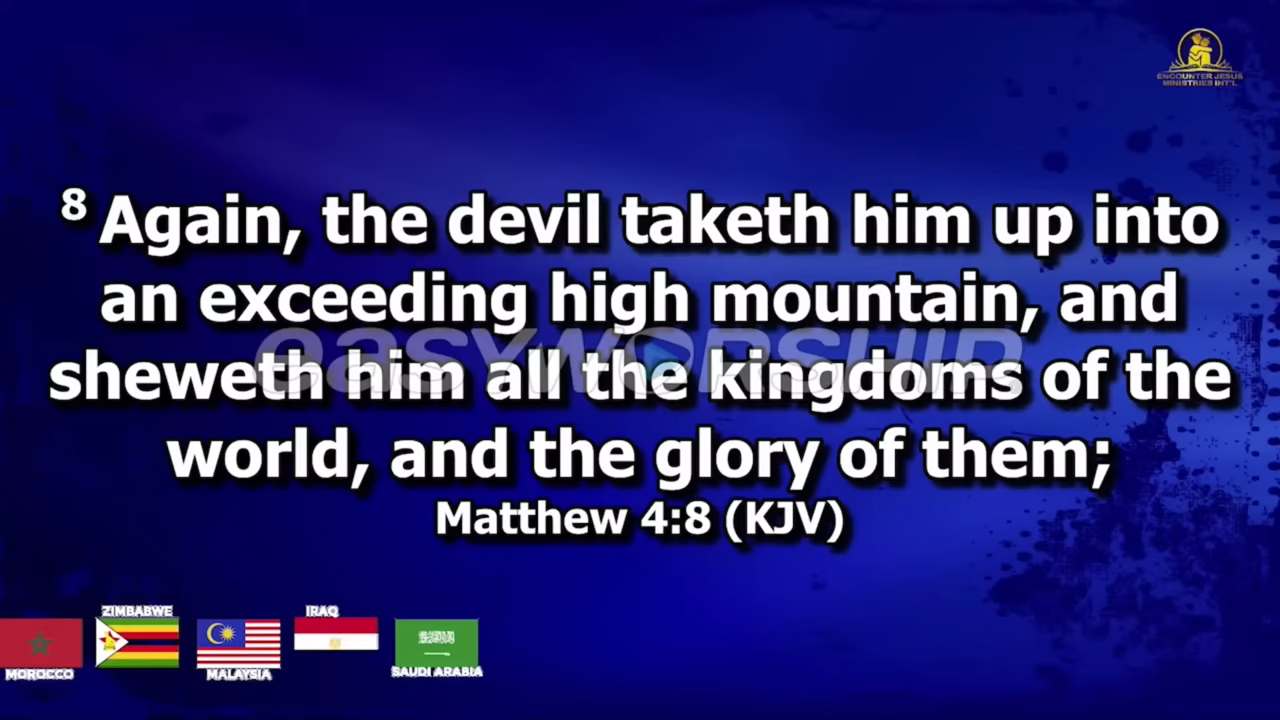 ENCOUNTER JESUS
MINISTRIES INT'L
8 Again, the devil taketh him up into
an exceeding high mountain, and
sheweth him all the kingdoms of the
world, and the glory of them;
easyworship
Matthew 4:8 (KJV)
ZIMBABWE
IRAQ
MOROCCO
MALAYSIA
SAUDI ARABIA